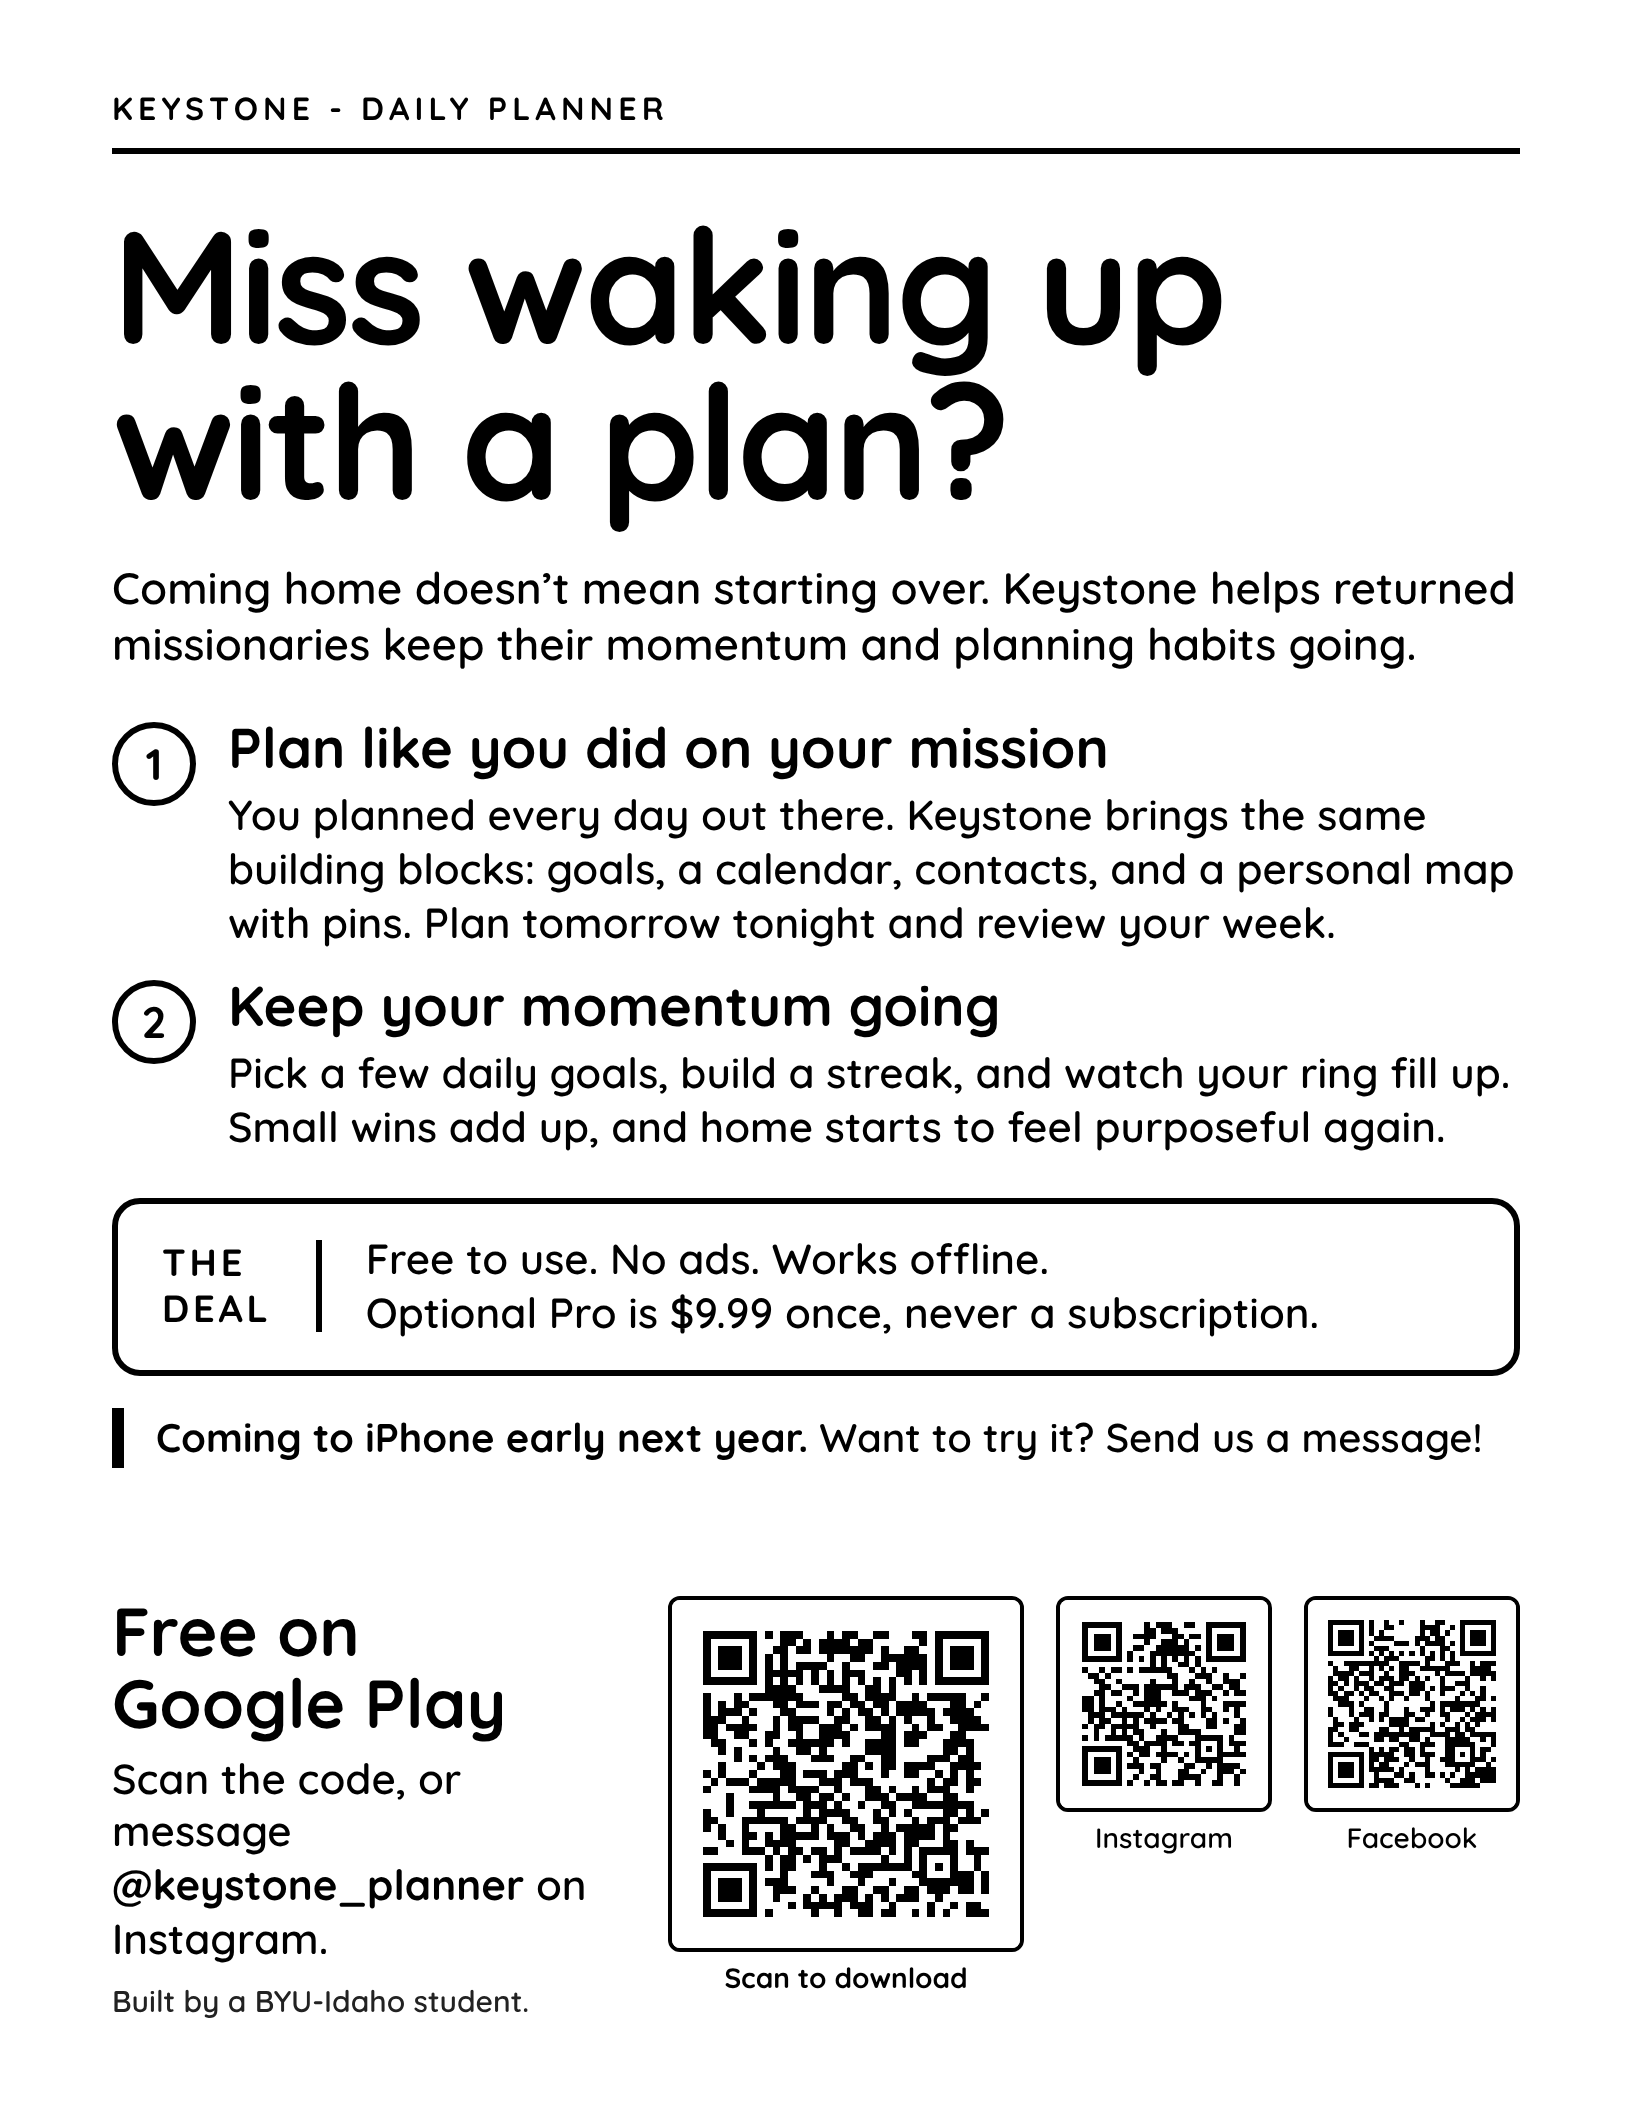 KEYSTONE - DAILY PLANNER
Miss waking up
with a plan?
Coming home doesn’t mean starting over. Keystone helps returned
missionaries keep their momentum and planning habits going.
1
Plan like you did on your mission
You planned every day out there. Keystone brings the same
building blocks: goals, a calendar, contacts, and a personal map
with pins. Plan tomorrow tonight and review your week.
2
Keep your momentum going
Pick a few daily goals, build a streak, and watch your ring fill up.
Small wins add up, and home starts to feel purposeful again.
THE
DEAL
Free to use. No ads. Works offline.
Optional Pro is $9.99 once, never a subscription.
Coming to iPhone early next year. Want to try it? Send us a message!
Free on
Google Play
Scan the code, or
message
@keystone_planner on
Instagram.
Built by a BYU-Idaho student.
Scan to download
Instagram
Facebook